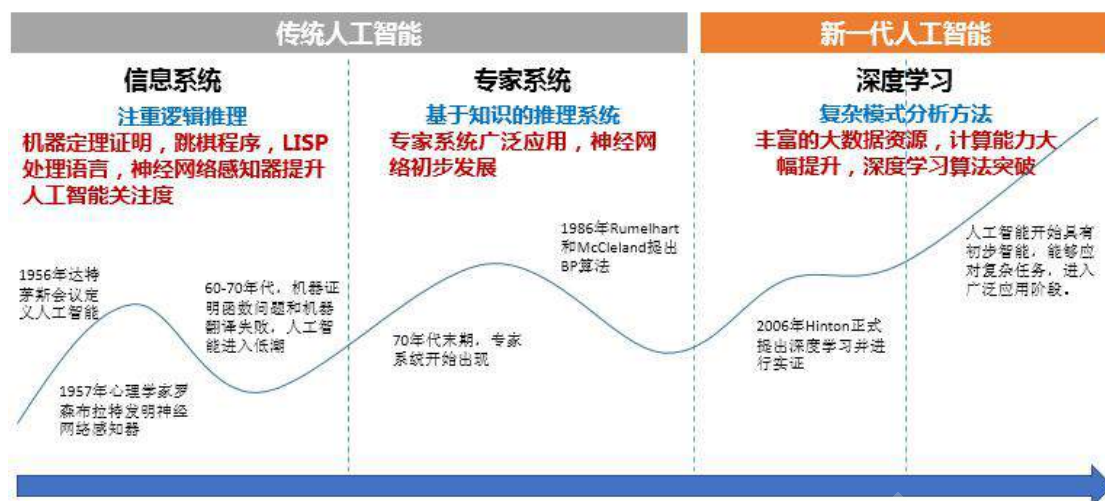 传统人工智能
新一代人工智能
信息系统
注重逻辑推理
机器定理证明，跳棋程序，LISP
处理语言，神经网络感知器提升
人工智能关注度
专家系统
基于知识的推理系统
专家系统广泛应用，神经网
络初步发展
深度学习
复杂模式分析方法
丰富的大数据资源，计算能力大
幅提升，深度学习算法突破
1956年达特
茅斯会议定
义人工智能
1957年心理学家罗
森布拉特发明神经
网络感知器
60-70年代，机器证
明函数问题和机器
翻译失败，人工智
能进入低潮
70年代末期，专家
系统开始出现
1986年Rumelhart
和McCleland提出
BP算法
2006年Hinton正式
提出深度学习并进
行实证
人工智能开始具有
初步智能，能够应
对复杂任务，进入
广泛应用阶段。